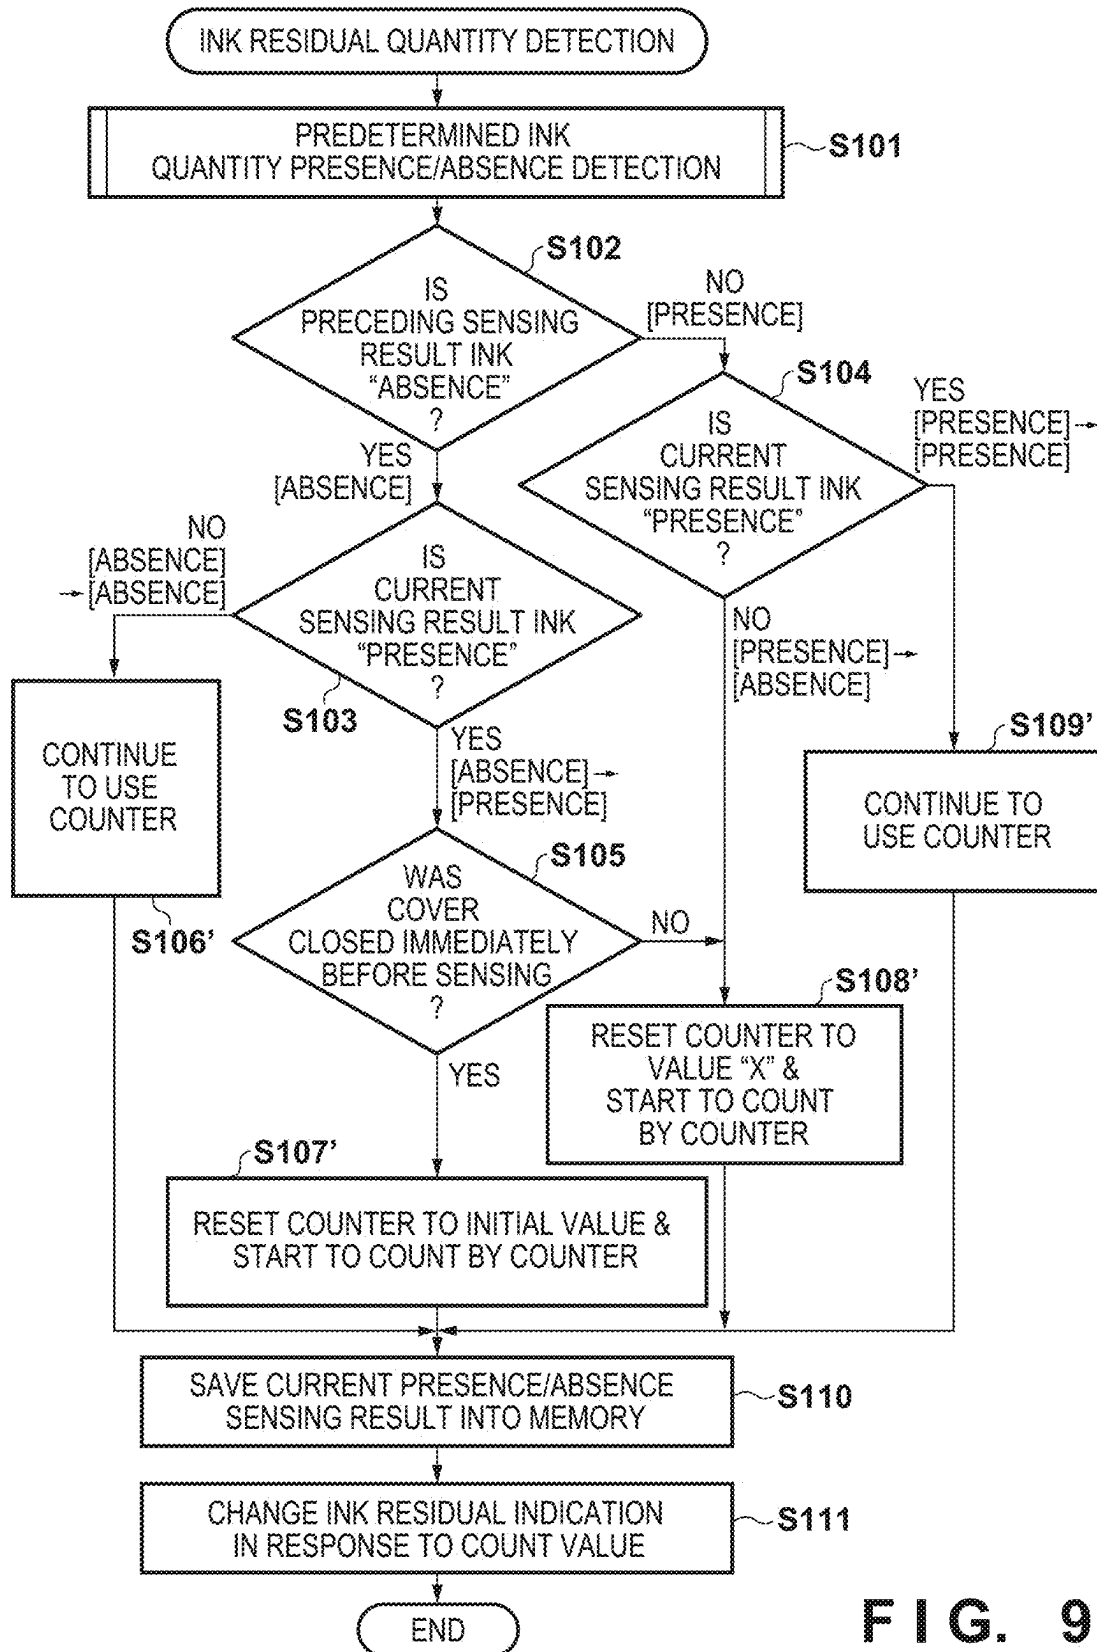 INK RESIDUAL QUANTITY DETECTION
PREDETERMINED INK
QUANTITY PRESENCE/ABSENCE DETECTION
S101
S102
IS
PRECEDING SENSING
RESULT INK
“ABSENCE”
?
NO
[PRESENCE]
YES
[ABSENCE]
S104
IS
CURRENT
SENSING RESULT INK
“PRESENCE”
?
YES
[PRESENCE]→
[PRESENCE]
NO
[ABSENCE]
→[ABSENCE]
IS
CURRENT
SENSING RESULT INK
“PRESENCE”
?
S103
NO
[PRESENCE]→
[ABSENCE]
CONTINUE
TO USE
COUNTER
S106’
YES
[ABSENCE]→
[PRESENCE]
S109’
CONTINUE TO
USE COUNTER
S105
WAS
COVER
CLOSED IMMEDIATELY
BEFORE SENSING
?
NO
YES
S108’
RESET COUNTER TO
VALUE “X” &
START TO COUNT
BY COUNTER
S107’
RESET COUNTER TO INITIAL VALUE &
START TO COUNT BY COUNTER
SAVE CURRENT PRESENCE/ABSENCE
SENSING RESULT INTO MEMORY
S110
CHANGE INK RESIDUAL INDICATION
IN RESPONSE TO COUNT VALUE
S111
END
FIG. 9